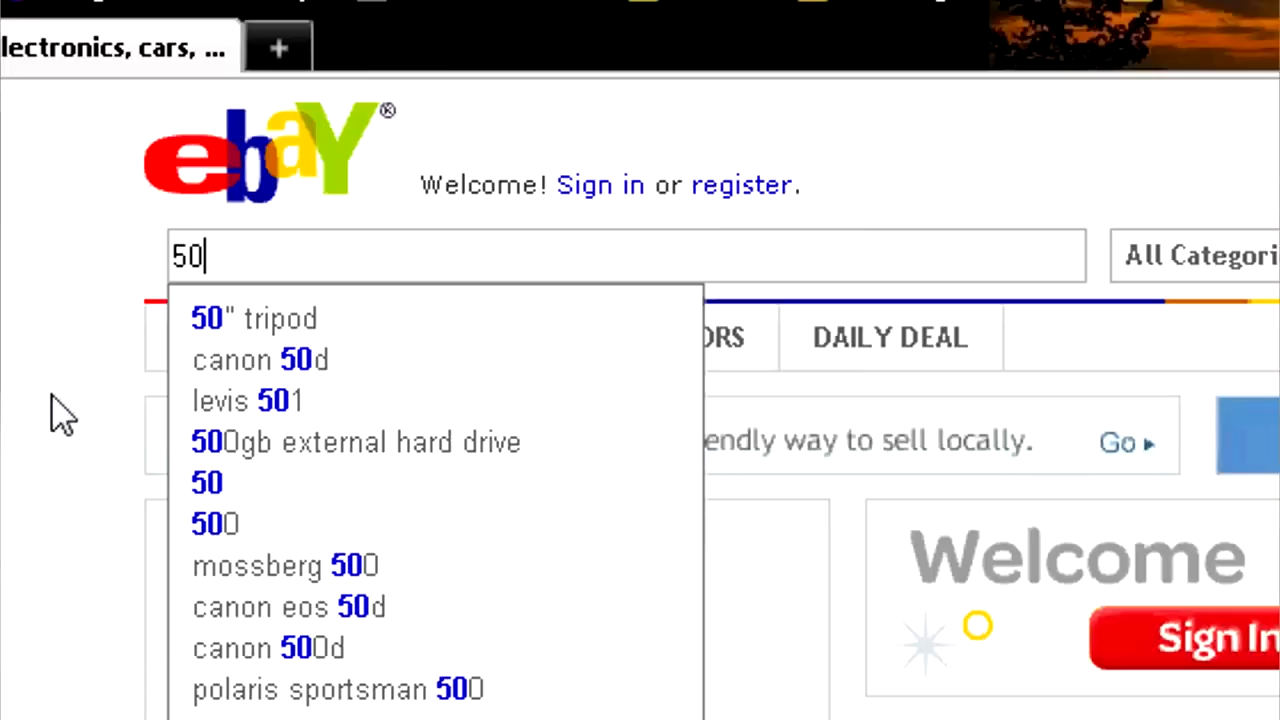 lectronics, cars, ...
+
ebaY®
Welcome! Sign in or register.
50
All Categori
50" tripod
canon 50d
levis 501
500gb external hard drive
50
500
mossberg 500
canon eos 50d
canon 500d
polaris sportsman 500
ORS
DAILY DEAL
endly way to sell locally.
Go ▸
Welcome
Sign In